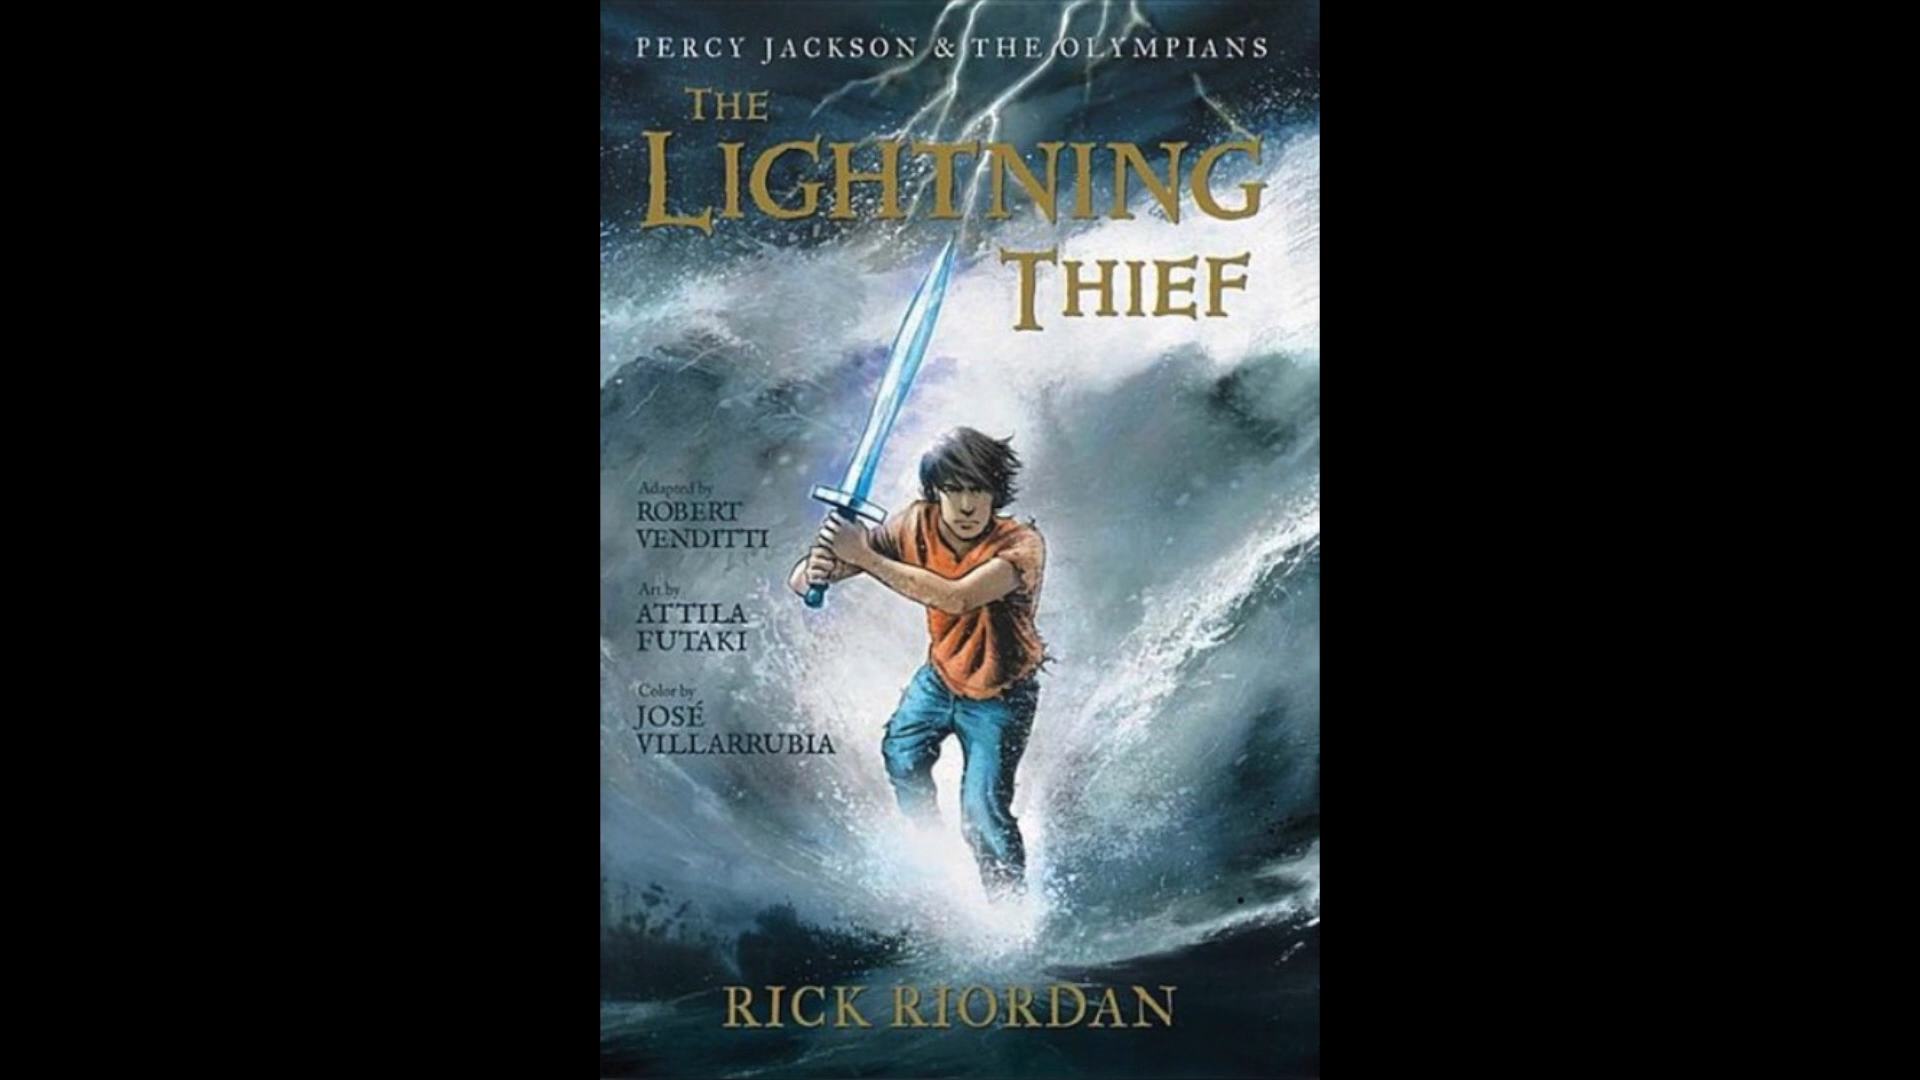 PERCY JACKSON & THE OLYMPIANS
THE
LIGHTNING
THIEF
Adapted by
ROBERT
VENDITTI
Art by
ATTILA
FUTAKI
Color by
JOSÉ
VILLARRUBIA
RICK RIORDAN